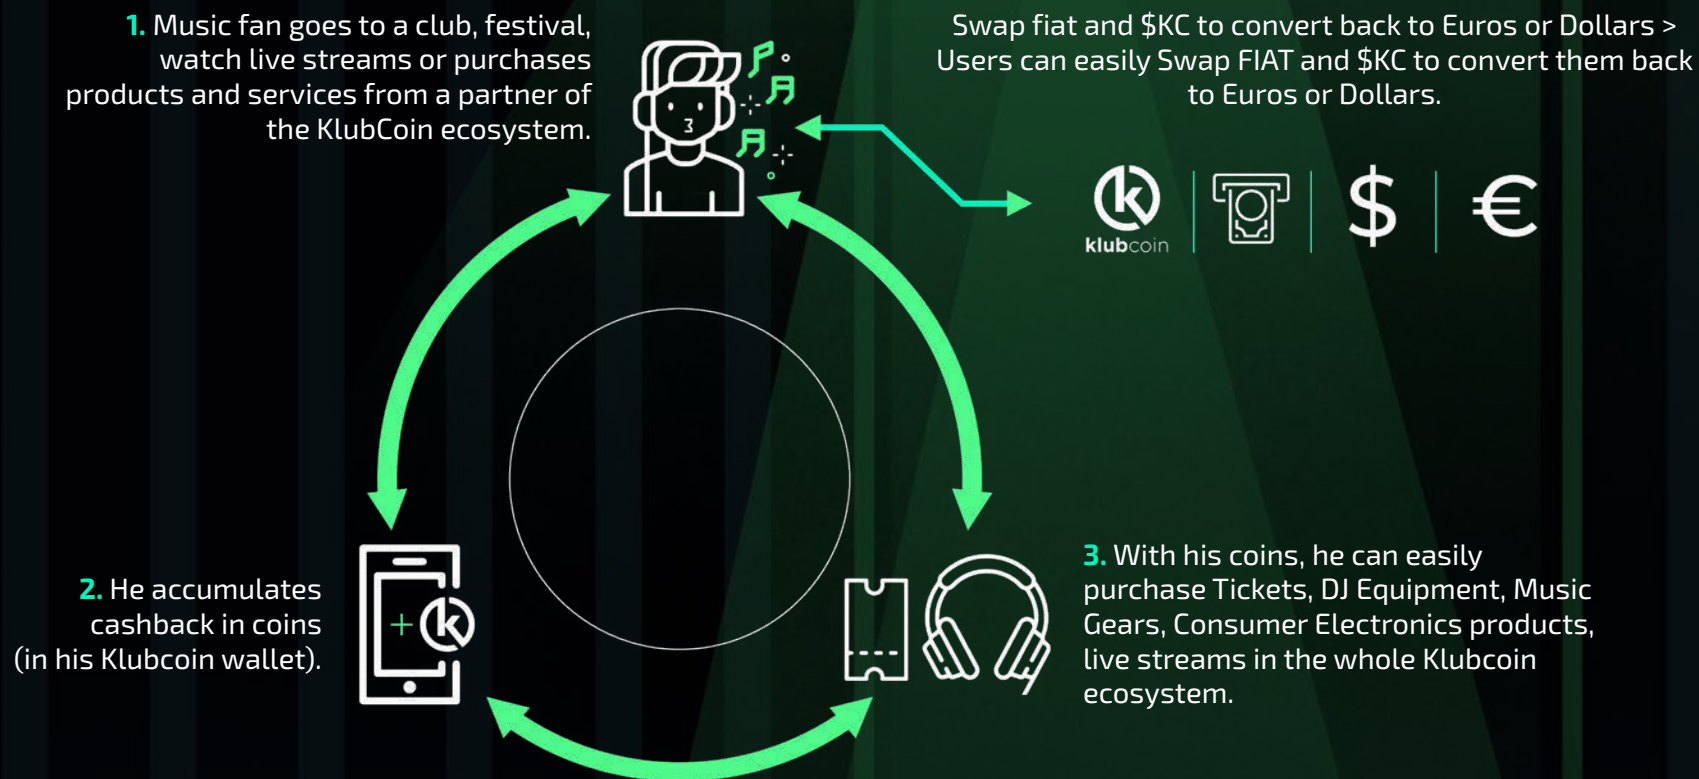 1. Music fan goes to a club, festival,
watch live streams or purchases
products and services from a partner of
the KlubCoin ecosystem.
Swap fiat and $KC to convert back to Euros or Dollars >
Users can easily Swap FIAT and $KC to convert them back
to Euros or Dollars.
klubcoin
$
€
2. He accumulates
cashback in coins
(in his Klubcoin wallet).
3. With his coins, he can easily
purchase Tickets, DJ Equipment, Music
Gears, Consumer Electronics products,
live streams in the whole Klubcoin
ecosystem.